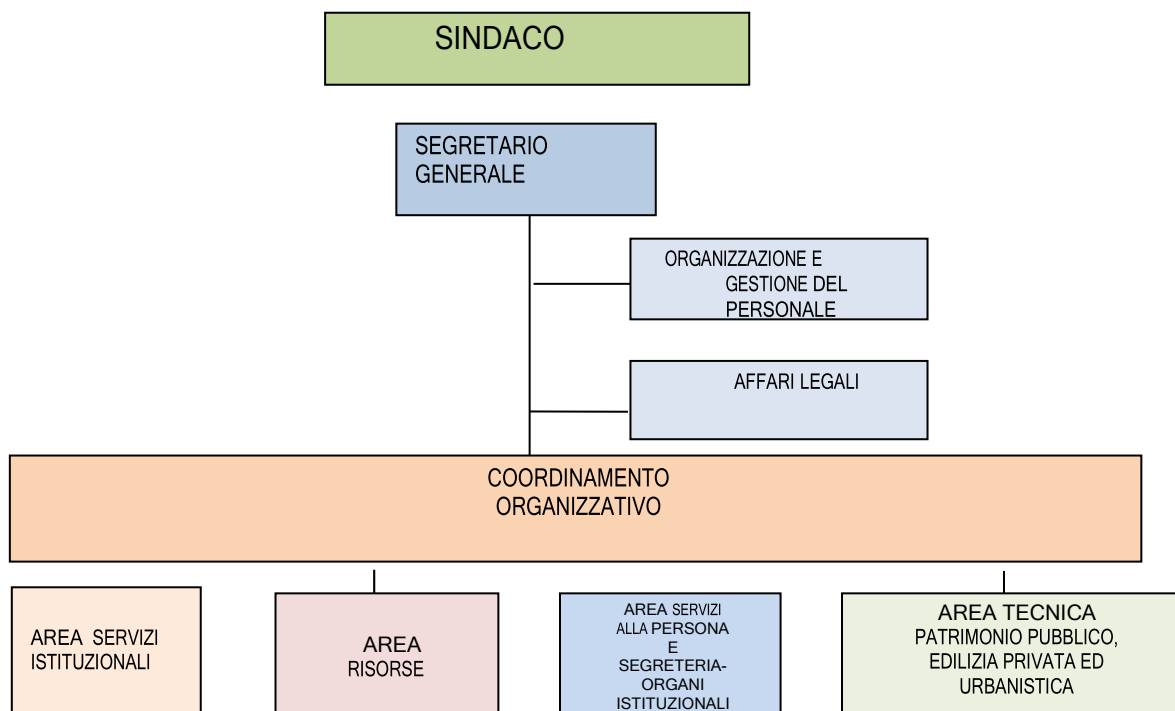 SINDACO
SEGRETARIO
GENERALE
ORGANIZZAZIONE E
GESTIONE DEL
PERSONALE
AFFARI LEGALI
COORDINAMENTO
ORGANIZZATIVO
AREA SERVIZI
ISTITUZIONALI
AREA
RISORSE
AREA SERVIZI
ALLA PERSONA
E
SEGRETERIA-
ORGANI
ISTITUZIONALI
AREA TECNICA
PATRIMONIO PUBBLICO,
EDILIZIA PRIVATA ED
URBANISTICA